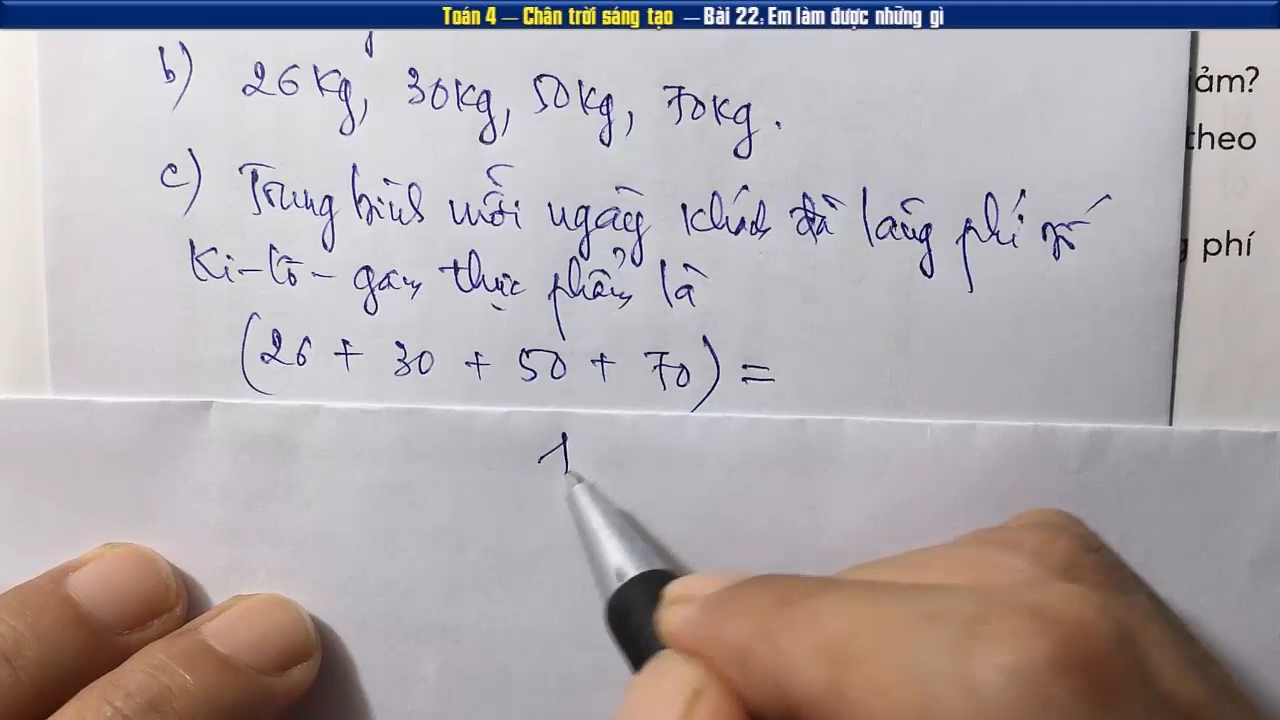 Toán 4 — Chân trời sáng tạo — Bài 22: Em làm được những gì
b) 26kg, 30kg, 50kg, 70kg.
ảm?
theo
c) Trung bình mỗi ngày khách đã lãng phí số
phí
Ki-lô-gam thực phẩm là
(26 + 30 + 50 + 70) =
1